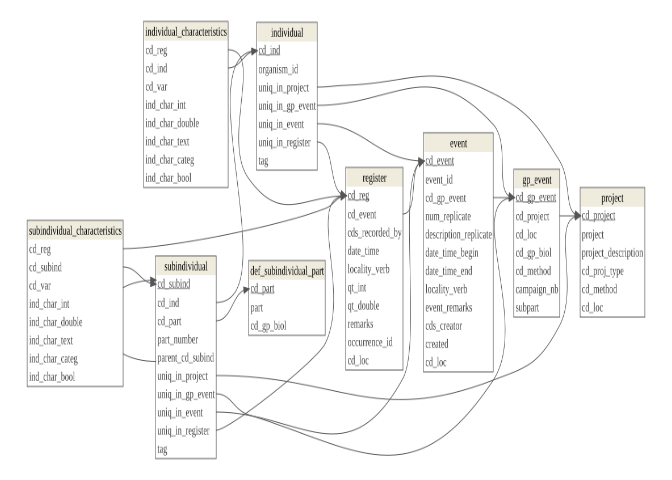 individual_characteristics
cd_reg
cd_ind
cd_var
ind_char_int
ind_char_double
ind_char_text
ind_char_categ
ind_char_bool
individual
cd_ind
organism_id
uniq_in_project
uniq_in_gp_event
uniq_in_event
uniq_in_register
tag
register
cd_reg
cd_event
cds_recorded_by
date_time
locality_verb
qt_int
qt_double
remarks
occurrence_id
cd_loc
event
cd_event
event_id
cd_gp_event
num_replicate
description_replicate
date_time_begin
date_time_end
locality_verb
event_remarks
cds_creator
created
cd_loc
gp_event
cd_gp_event
cd_project
cd_loc
cd_gp_biol
cd_method
campaign_nb
subpart
project
cd_project
project
project_description
cd_proj_type
cd_method
cd_loc
subindividual_characteristics
cd_reg
cd_subind
cd_var
ind_char_int
ind_char_double
ind_char_text
ind_char_categ
ind_char_bool
subindividual
cd_subind
cd_ind
cd_part
part_number
parent_cd_subind
uniq_in_project
uniq_in_gp_event
uniq_in_event
uniq_in_register
tag
def_subindividual_part
cd_part
part
cd_gp_biol